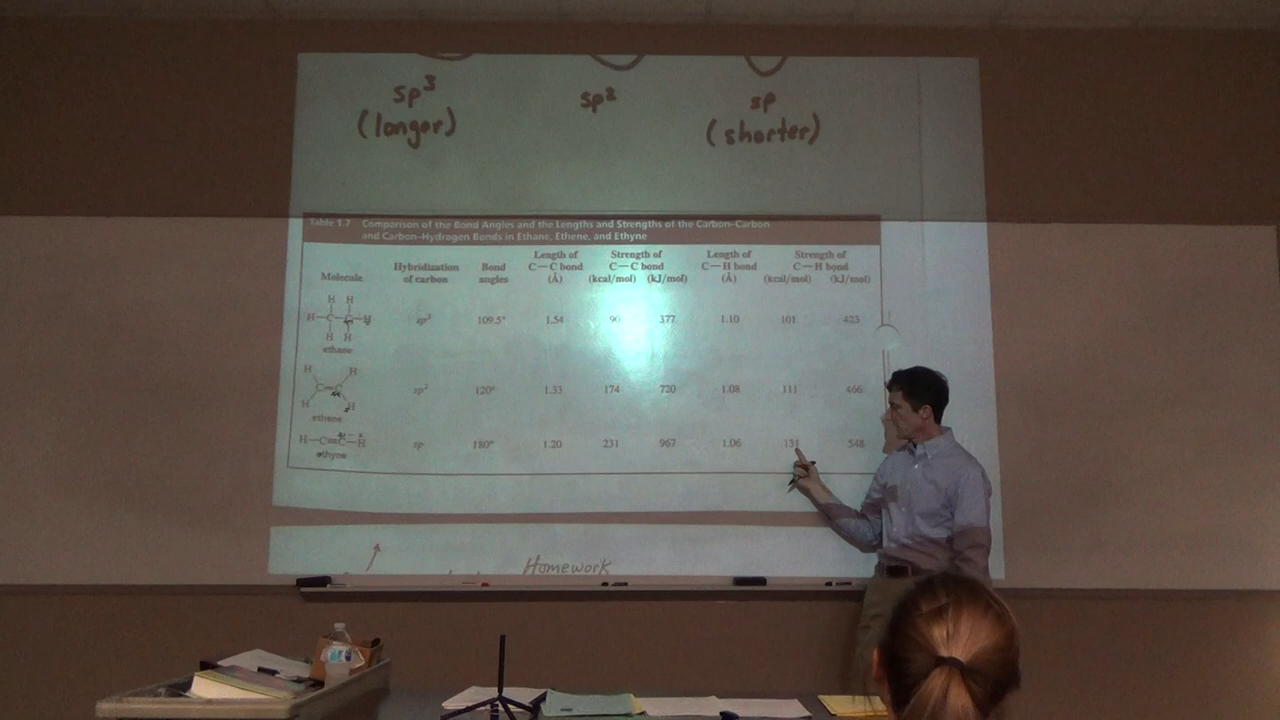 sp³ sp² sp
(longer) (shorter)
Table 1.7 Comparison of the Bond Angles and the Lengths and Strengths of the Carbon–Carbon
and Carbon–Hydrogen Bonds in Ethane, Ethene, and Ethyne
Length of Strength of Length of Strength of
Hybridization Bond C—C bond C—C bond C—H bond C—H bond
Molecule of carbon angles (Å) (kcal/mol) (kJ/mol) (Å) (kcal/mol) (kJ/mol)
H H
H—C—C—H sp³ 109.5° 1.54 90 377 1.10 101 423
H H
ethane
H H
C=C sp² 120° 1.33 174 720 1.08 111 466
H H
ethene
H—C≡C—H sp 180° 1.20 231 967 1.06 131 548
ethyne
Homework